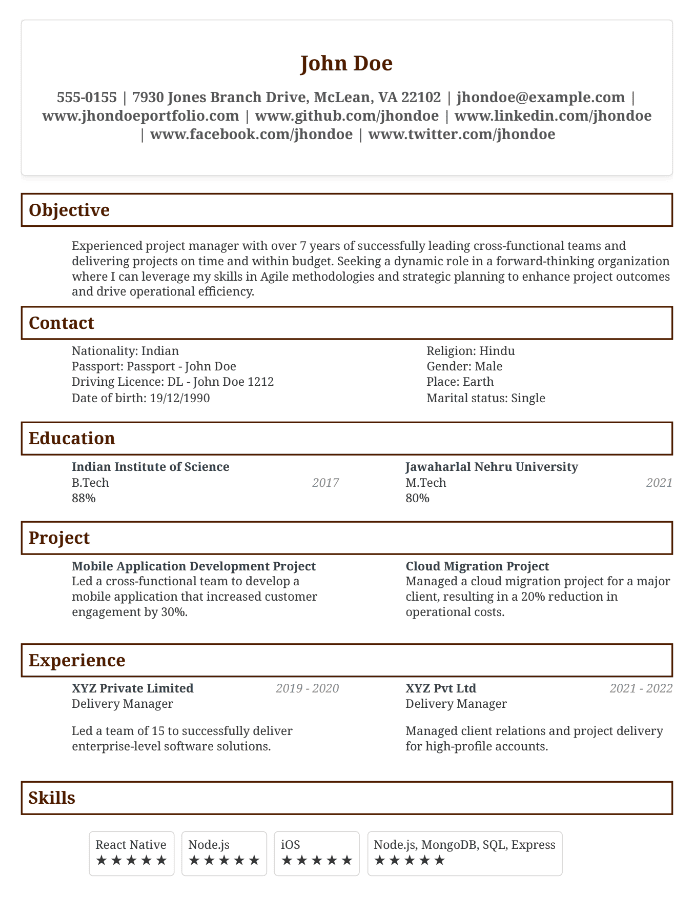 John Doe
555-0155 | 7930 Jones Branch Drive, McLean, VA 22102 | jhondoe@example.com |
www.jhondoeportfolio.com | www.github.com/jhondoe | www.linkedin.com/jhondoe
| www.facebook.com/jhondoe | www.twitter.com/jhondoe
Objective
Experienced project manager with over 7 years of successfully leading cross-functional teams and
delivering projects on time and within budget. Seeking a dynamic role in a forward-thinking organization
where I can leverage my skills in Agile methodologies and strategic planning to enhance project outcomes
and drive operational efficiency.
Contact
Nationality: Indian
Passport: Passport - John Doe
Driving Licence: DL - John Doe 1212
Date of birth: 19/12/1990
Religion: Hindu
Gender: Male
Place: Earth
Marital status: Single
Education
Indian Institute of Science
B.Tech 2017
88%
Jawaharlal Nehru University
M.Tech 2021
80%
Project
Mobile Application Development Project
Led a cross-functional team to develop a
mobile application that increased customer
engagement by 30%.
Cloud Migration Project
Managed a cloud migration project for a major
client, resulting in a 20% reduction in
operational costs.
Experience
XYZ Private Limited 2019 - 2020
Delivery Manager
Led a team of 15 to successfully deliver
enterprise-level software solutions.
XYZ Pvt Ltd 2021 - 2022
Delivery Manager
Managed client relations and project delivery
for high-profile accounts.
Skills
React Native
★★★★★
Node.js
★★★★★
iOS
★★★★★
Node.js, MongoDB, SQL, Express
★★★★★